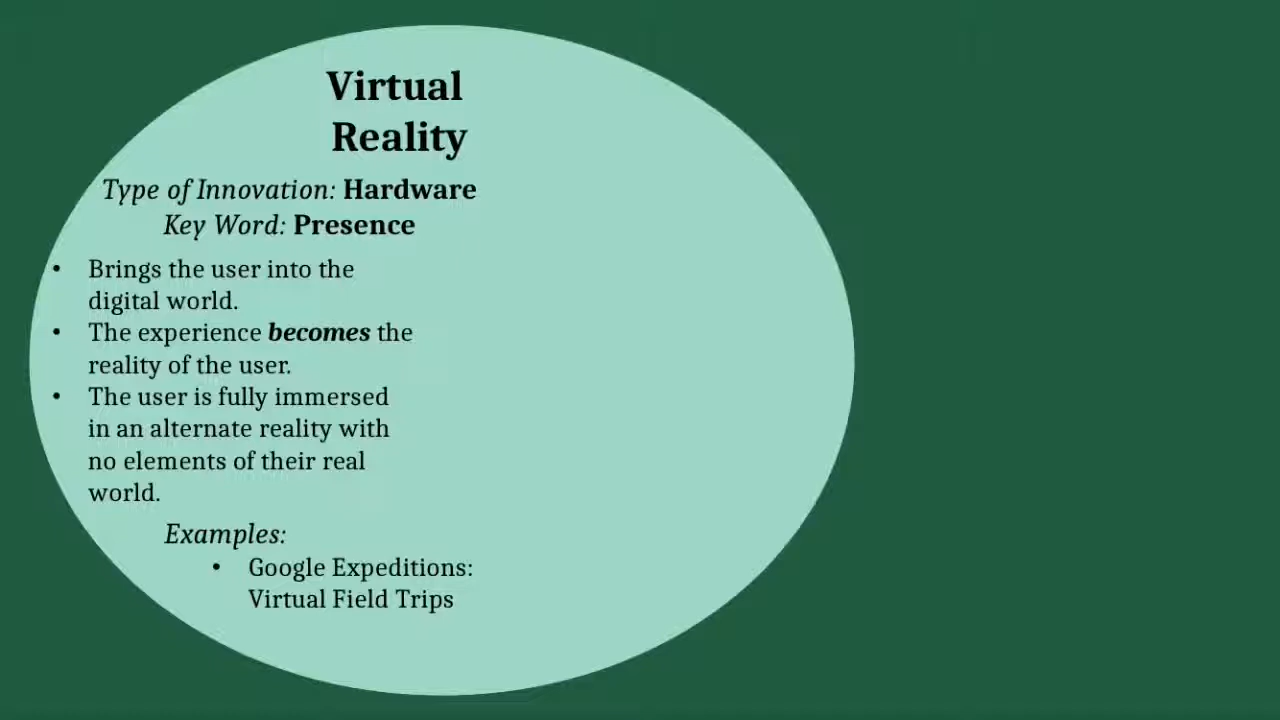 Virtual
Reality
Type of Innovation: Hardware
Key Word: Presence
• Brings the user into the
digital world.
• The experience becomes the
reality of the user.
• The user is fully immersed
in an alternate reality with
no elements of their real
world.
Examples:
• Google Expeditions:
Virtual Field Trips